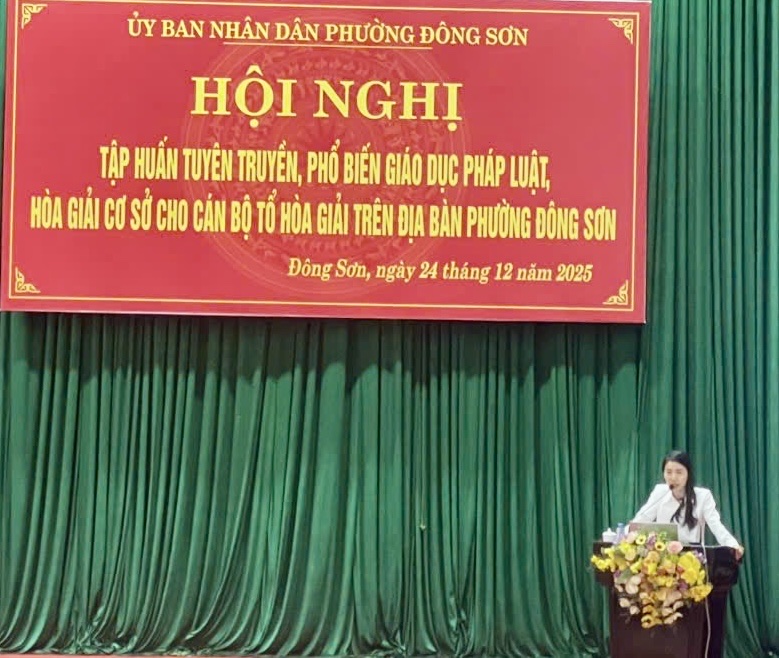 ỦY BAN NHÂN DÂN PHƯỜNG ĐÔNG SƠN
HỘI NGHỊ
TẬP HUẤN TUYÊN TRUYỀN, PHỔ BIẾN GIÁO DỤC PHÁP LUẬT,
HÒA GIẢI CƠ SỞ CHO CÁN BỘ TỔ HÒA GIẢI TRÊN ĐỊA BÀN PHƯỜNG ĐÔNG SƠN
Đông Sơn, ngày 24 tháng 12 năm 2025